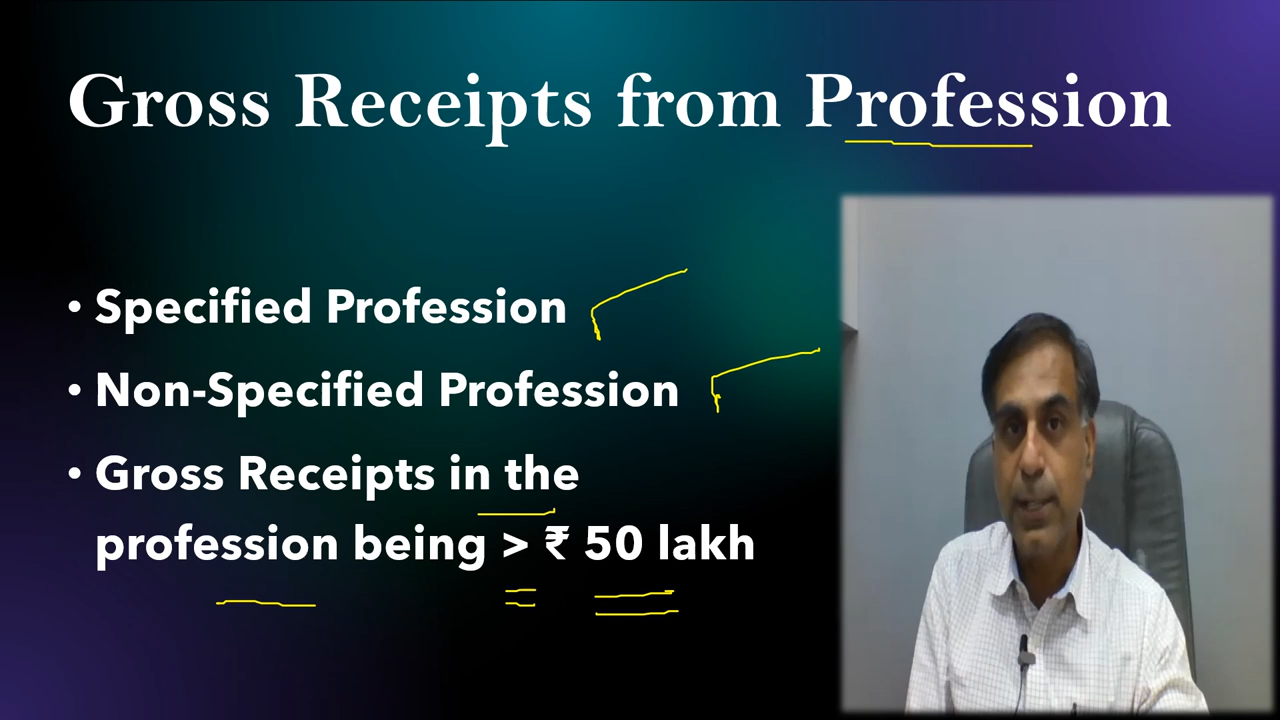 Gross Receipts from Profession
• Specified Profession
• Non-Specified Profession
• Gross Receipts in the
profession being > ₹ 50 lakh